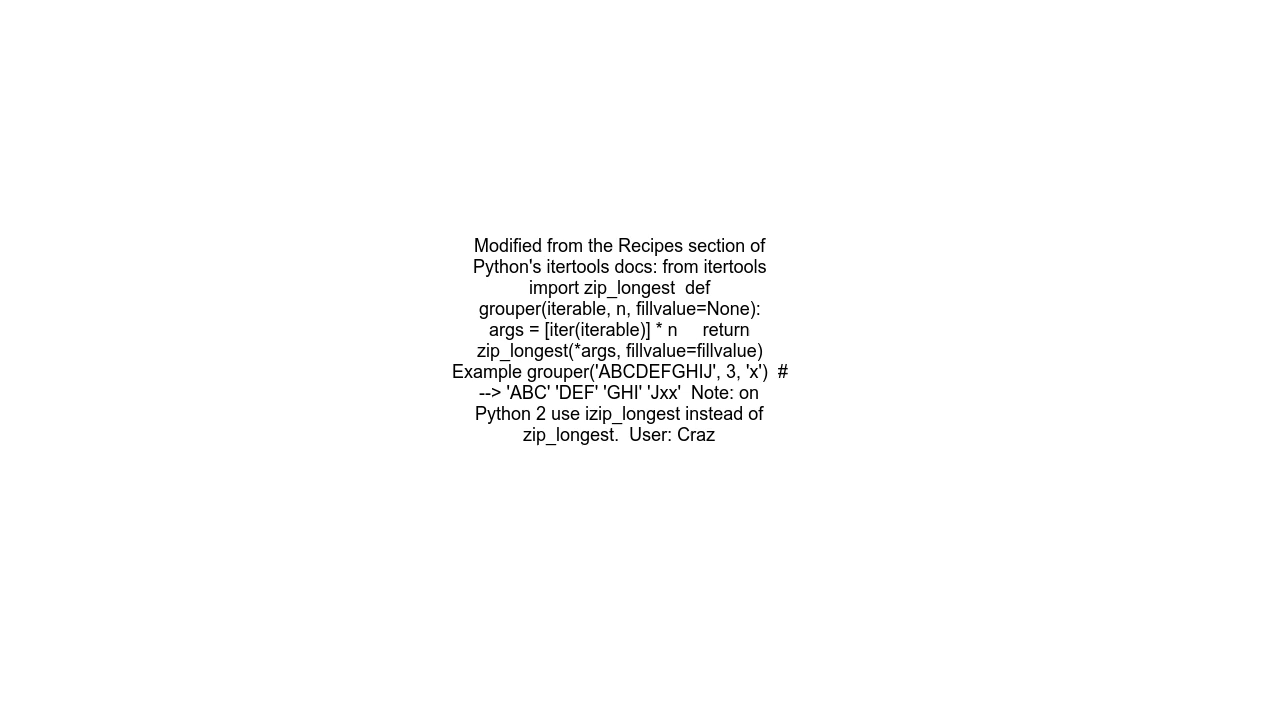 Modified from the Recipes section of
Python's itertools docs: from itertools
import zip_longest  def
grouper(iterable, n, fillvalue=None):
args = [iter(iterable)] * n     return
zip_longest(*args, fillvalue=fillvalue)
Example grouper('ABCDEFGHIJ', 3, 'x')  #
--> 'ABC' 'DEF' 'GHI' 'Jxx'  Note: on
Python 2 use izip_longest instead of
zip_longest.  User: Craz